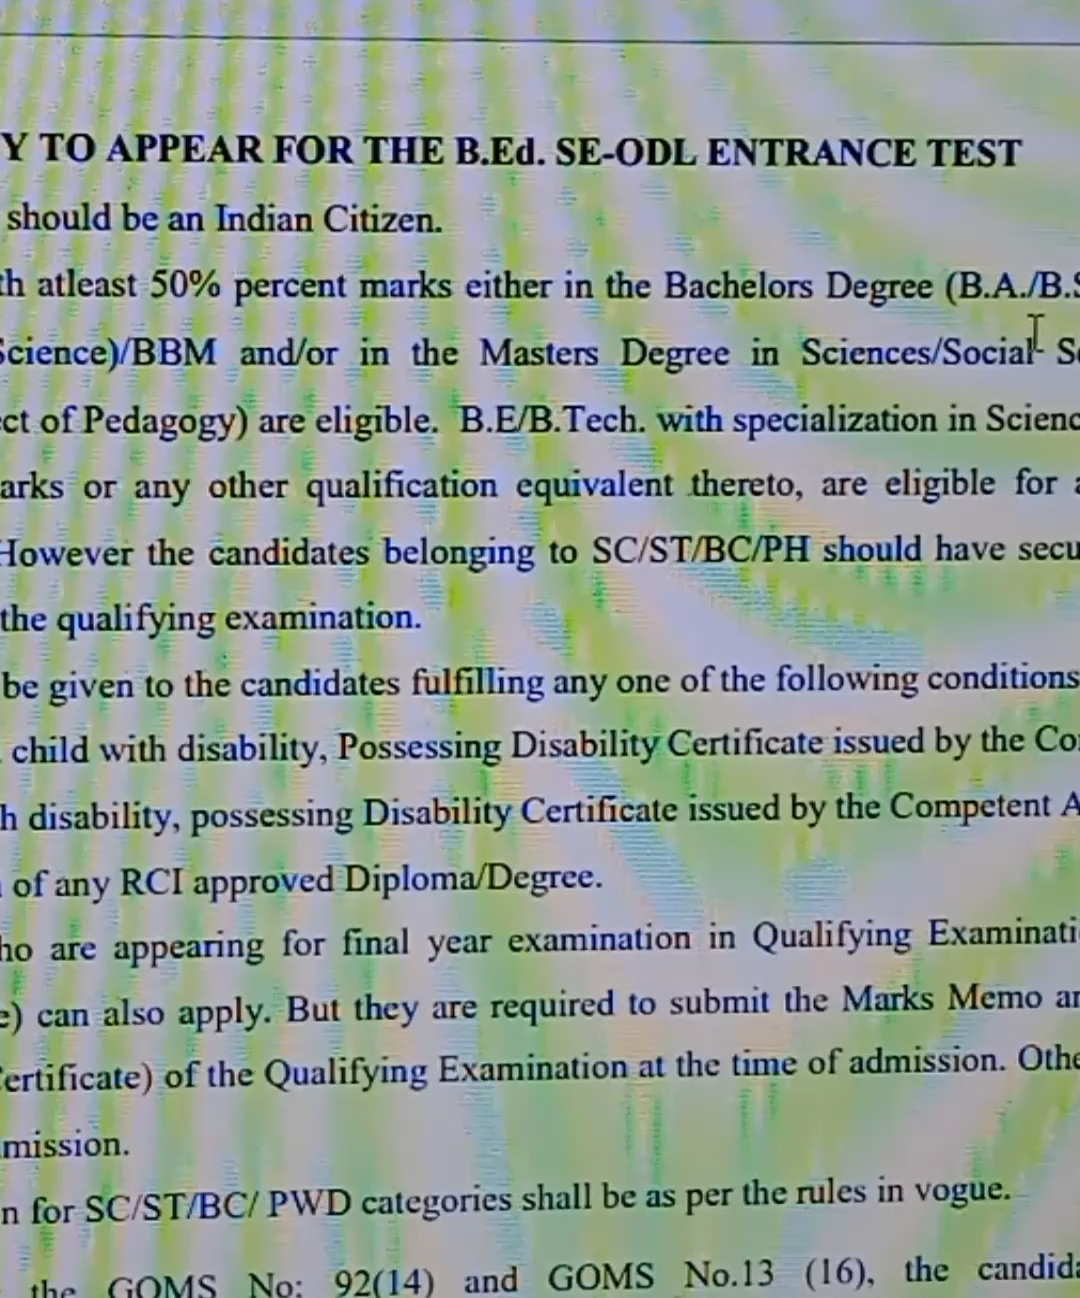 Y TO APPEAR FOR THE B.Ed. SE-ODL ENTRANCE TEST
should be an Indian Citizen.
th atleast 50% percent marks either in the Bachelors Degree (B.A./B.S
Science)/BBM and/or in the Masters Degree in Sciences/Social Sc
ct of Pedagogy) are eligible. B.E/B.Tech. with specialization in Scienc
arks or any other qualification equivalent thereto, are eligible for a
However the candidates belonging to SC/ST/BC/PH should have secu
the qualifying examination.
be given to the candidates fulfilling any one of the following conditions
child with disability, Possessing Disability Certificate issued by the Co
h disability, possessing Disability Certificate issued by the Competent A
of any RCI approved Diploma/Degree.
ho are appearing for final year examination in Qualifying Examinati
e) can also apply. But they are required to submit the Marks Memo an
Certificate) of the Qualifying Examination at the time of admission. Othe
mission.
n for SC/ST/BC/ PWD categories shall be as per the rules in vogue.
the GOMS No: 92(14) and GOMS No.13 (16), the candida